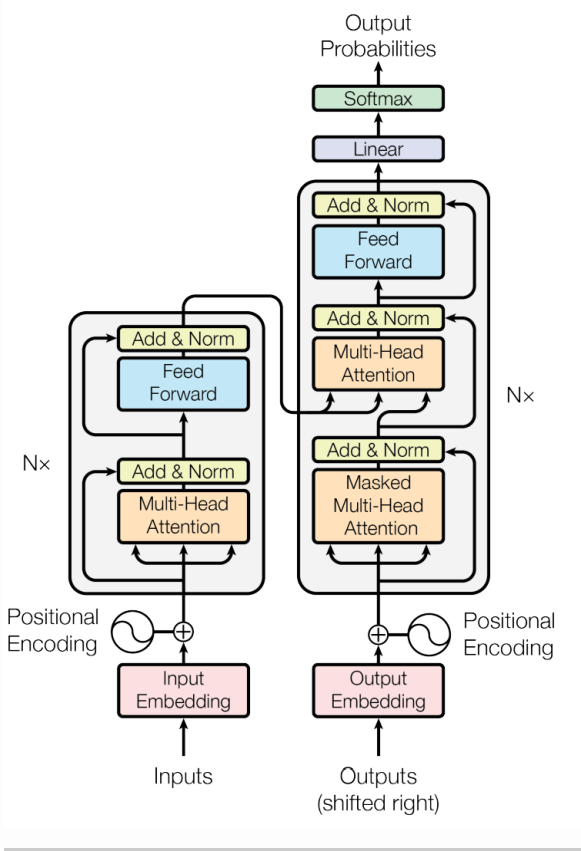 Output
Probabilities
Softmax
Linear
Add & Norm
Feed
Forward
Add & Norm
Multi-Head
Attention
Nx
Add & Norm
Masked
Multi-Head
Attention
Add & Norm
Feed
Forward
Nx
Add & Norm
Multi-Head
Attention
Positional
Encoding
Positional
Encoding
Input
Embedding
Output
Embedding
Inputs
Outputs
(shifted right)